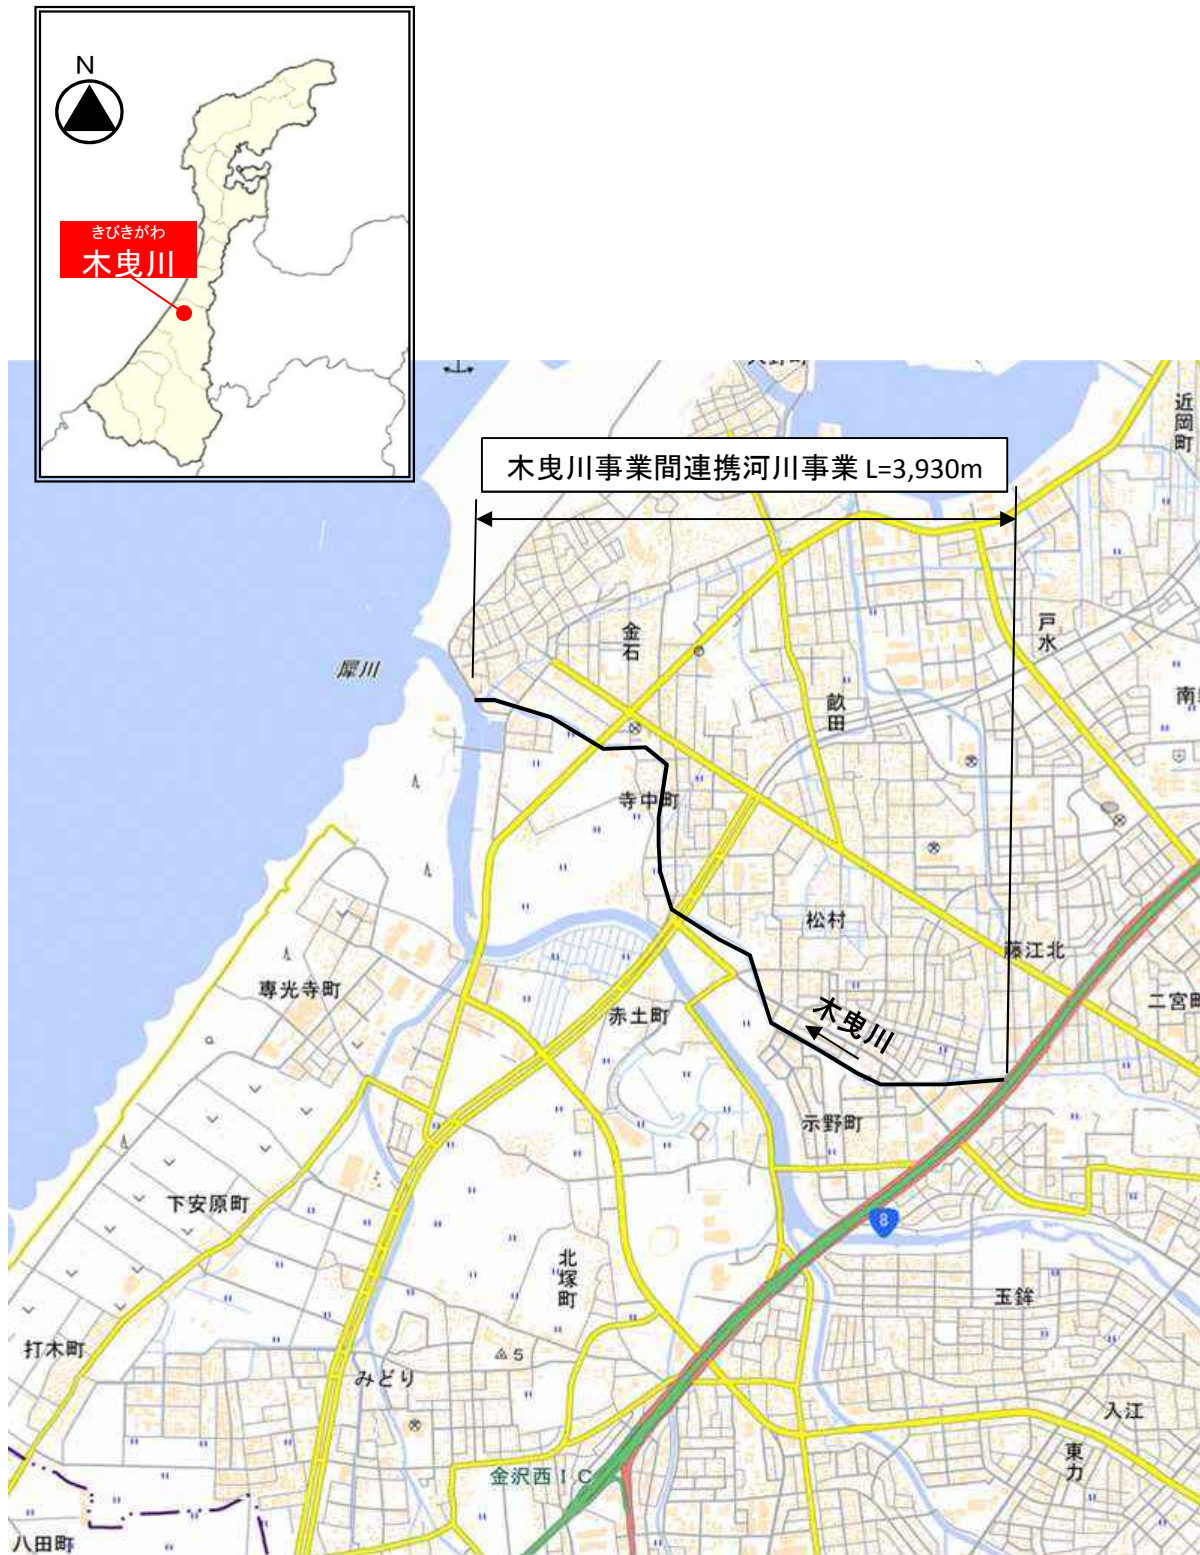 N
きびきがわ
木曳川
木曳川事業間連携河川事業 L=3,930m
近岡町
戸水
金石
犀川
畝田
寺中町
松村
藤江北
専光寺町
二宮町
赤土町
木曳川
示野町
下安原町
8
北塚町
玉鉾
打木町
5
みどり
入江
東力
金沢西IC
八田町